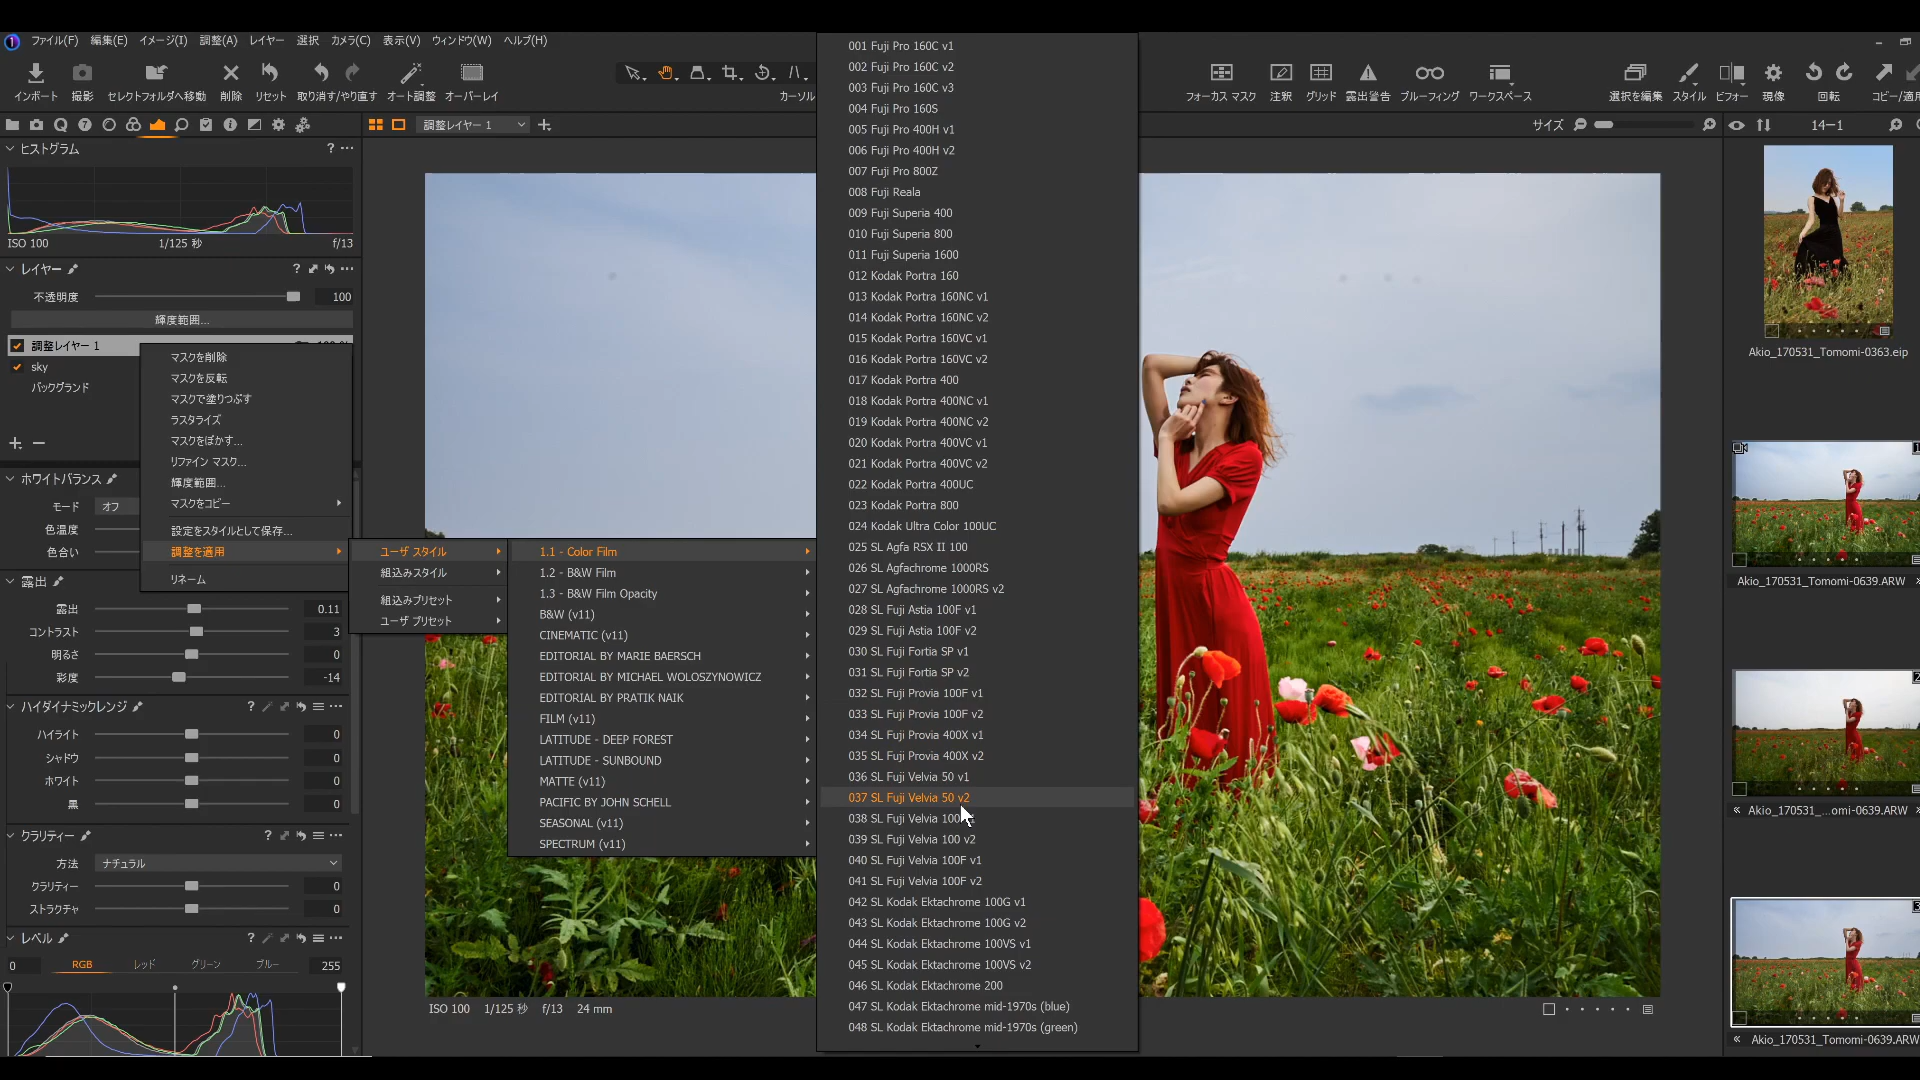 ファイル(F) 編集(E) イメージ(I) 調整(A) レイヤー 選択 カメラ(C) 表示(V) ウィンドウ(W) ヘルプ(H)
インポート 撮影 セレクトフォルダへ移動 削除 リセット 取り消す/やり直す オート調整 オーバーレイ
カーソル
フォーカス マスク 注釈 グリッド 露出警告 プルーフィング ワークスペース
選択を編集 スタイル ビフォー 現像 回転 コピー/適用
調整レイヤー 1
サイズ
14–1
ヒストグラム
ISO 100 1/125 秒 f/13
レイヤー
不透明度 100
輝度範囲...
調整レイヤー 1
sky
バックグランド
ホワイトバランス
モード オフ
色温度
色合い
露出
露出 0.11
コントラスト 3
明るさ 0
彩度 -14
ハイダイナミックレンジ
ハイライト 0
シャドウ 0
ホワイト 0
黒 0
クラリティー
方法 ナチュラル
クラリティー 0
ストラクチャ 0
レベル
0 RGB レッド グリーン ブルー 255
マスクを削除
マスクを反転
マスクで塗りつぶす
ラスタライズ
マスクをぼかす...
リファイン マスク...
輝度範囲...
マスクをコピー
設定をスタイルとして保存...
調整を適用
リネーム
ユーザ スタイル
組込みスタイル
組込みプリセット
ユーザ プリセット
1.1 - Color Film
1.2 - B&W Film
1.3 - B&W Film Opacity
B&W (v11)
CINEMATIC (v11)
EDITORIAL BY MARIE BAERSCH
EDITORIAL BY MICHAEL WOLOSZYNOWICZ
EDITORIAL BY PRATIK NAIK
FILM (v11)
LATITUDE - DEEP FOREST
LATITUDE - SUNBOUND
MATTE (v11)
PACIFIC BY JOHN SCHELL
SEASONAL (v11)
SPECTRUM (v11)
001 Fuji Pro 160C v1
002 Fuji Pro 160C v2
003 Fuji Pro 160C v3
004 Fuji Pro 160S
005 Fuji Pro 400H v1
006 Fuji Pro 400H v2
007 Fuji Pro 800Z
008 Fuji Reala
009 Fuji Superia 400
010 Fuji Superia 800
011 Fuji Superia 1600
012 Kodak Portra 160
013 Kodak Portra 160NC v1
014 Kodak Portra 160NC v2
015 Kodak Portra 160VC v1
016 Kodak Portra 160VC v2
017 Kodak Portra 400
018 Kodak Portra 400NC v1
019 Kodak Portra 400NC v2
020 Kodak Portra 400VC v1
021 Kodak Portra 400VC v2
022 Kodak Portra 400UC
023 Kodak Portra 800
024 Kodak Ultra Color 100UC
025 SL Agfa RSX II 100
026 SL Agfachrome 1000RS
027 SL Agfachrome 1000RS v2
028 SL Fuji Astia 100F v1
029 SL Fuji Astia 100F v2
030 SL Fuji Fortia SP v1
031 SL Fuji Fortia SP v2
032 SL Fuji Provia 100F v1
033 SL Fuji Provia 100F v2
034 SL Fuji Provia 400X v1
035 SL Fuji Provia 400X v2
036 SL Fuji Velvia 50 v1
037 SL Fuji Velvia 50 v2
038 SL Fuji Velvia 100
039 SL Fuji Velvia 100 v2
040 SL Fuji Velvia 100F v1
041 SL Fuji Velvia 100F v2
042 SL Kodak Ektachrome 100G v1
043 SL Kodak Ektachrome 100G v2
044 SL Kodak Ektachrome 100VS v1
045 SL Kodak Ektachrome 100VS v2
046 SL Kodak Ektachrome 200
047 SL Kodak Ektachrome mid-1970s (blue)
048 SL Kodak Ektachrome mid-1970s (green)
ISO 100 1/125 秒 f/13 24 mm
Akio_170531_Tomomi-0363.eip
Akio_170531_Tomomi-0639.ARW
Akio_170531_...omi-0639.ARW
Akio_170531_Tomomi-0639.ARW